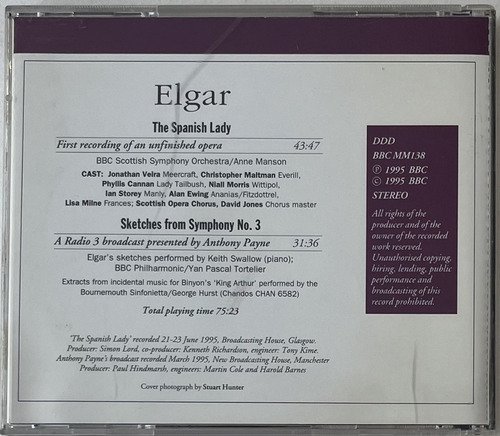 Elgar
The Spanish Lady
First recording of an unfinished opera 43:47
BBC Scottish Symphony Orchestra/Anne Manson
CAST: Jonathan Veira Meercraft, Christopher Maltman Everill,
Phyllis Cannan Lady Tailbush, Niall Morris Wittipol,
Ian Storey Manly, Alan Ewing Ananias/Fitzdottrel,
Lisa Milne Frances; Scottish Opera Chorus, David Jones Chorus master
Sketches from Symphony No. 3
A Radio 3 broadcast presented by Anthony Payne 31:36
Elgar's sketches performed by Keith Swallow (piano);
BBC Philharmonic/Yan Pascal Tortelier
Extracts from incidental music for Binyon's 'King Arthur' performed by the
Bournemouth Sinfonietta/George Hurst (Chandos CHAN 6582)
Total playing time 75:23
'The Spanish Lady' recorded 21-23 June 1995, Broadcasting House, Glasgow.
Producer: Simon Lord, co-producer: Kenneth Richardson, engineer: Tony Kime.
Anthony Payne's broadcast recorded March 1995, New Broadcasting House, Manchester
Producer: Paul Hindmarsh, engineers: Martin Cole and Harold Barnes
Cover photograph by Stuart Hunter
DDD
BBC MM138
℗ 1995 BBC
© 1995 BBC
STEREO
All rights of the
producer and of the
owner of the recorded
work reserved.
Unauthorised copying,
hiring, lending, public
performance and
broadcasting of this
record prohibited.